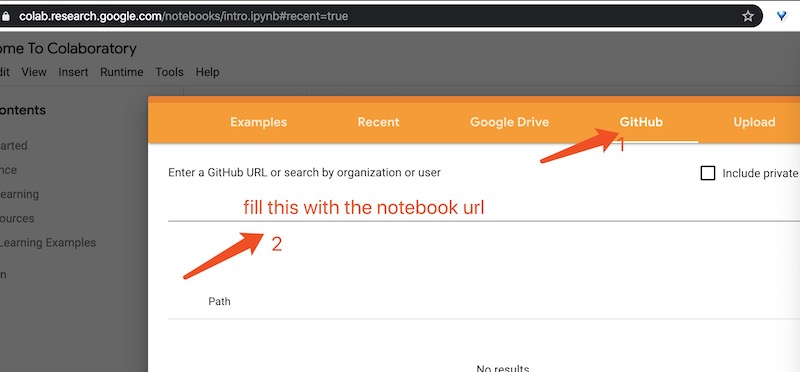 colab.research.google.com/notebooks/intro.ipynb#recent=true
ome To Colaboratory
dit View Insert Runtime Tools Help
ontents
Examples Recent Google Drive GitHub Upload
1
arted
nce
earning
ources
Learning Examples
n
Enter a GitHub URL or search by organization or user
Include private
fill this with the notebook url
2
Path
No results